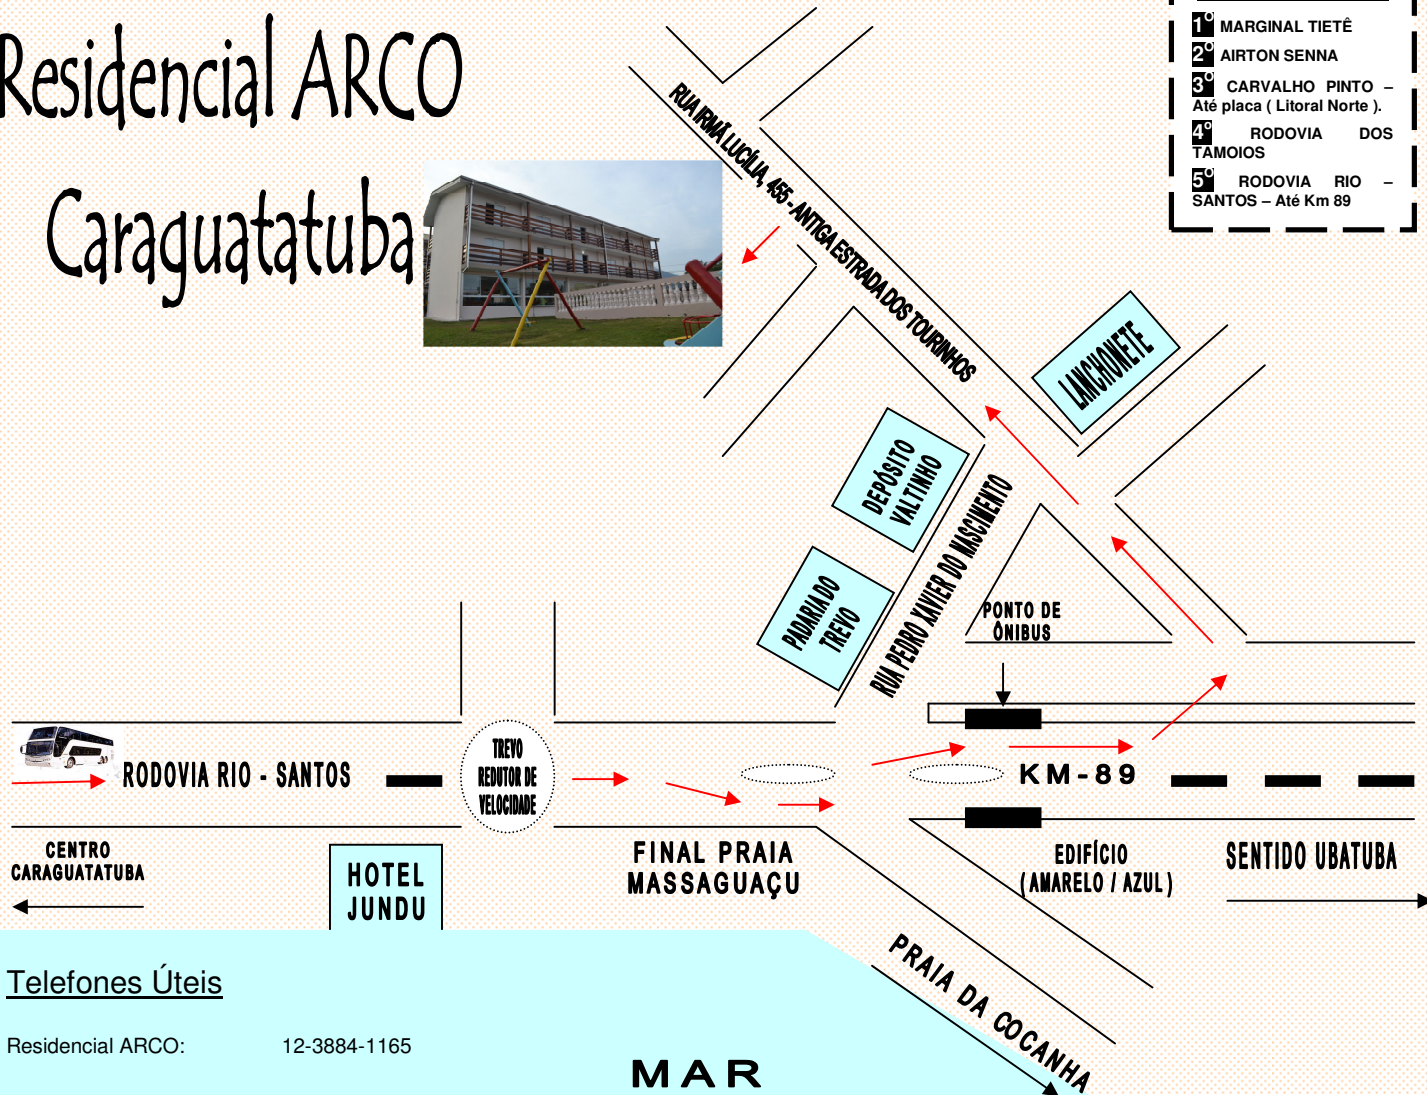 Residencial ARCO
Caraguatatuba
1º MARGINAL TIETÊ
2º AIRTON SENNA
3º CARVALHO PINTO –
Até placa ( Litoral Norte ).
4º RODOVIA DOS
TAMOIOS
5º RODOVIA RIO –
SANTOS – Até Km 89
RUA IRMÃ LUCÍLIA, 455 - ANTIGA ESTRADA DOS TOURINHOS
LANCHONETE
DEPÓSITO
VALTINHO
PADARIA DO
TREVO
RUA PEDRO XAVIER DO NASCIMENTO
PONTO DE
ÔNIBUS
RODOVIA RIO - SANTOS
TREVO
REDUTOR DE
VELOCIDADE
KM-89
CENTRO
CARAGUATATUBA
HOTEL
JUNDU
FINAL PRAIA
MASSAGUAÇU
EDIFÍCIO
(AMARELO / AZUL)
SENTIDO UBATUBA
PRAIA DA COCANHA
Telefones Úteis
Residencial ARCO: 12-3884-1165
MAR